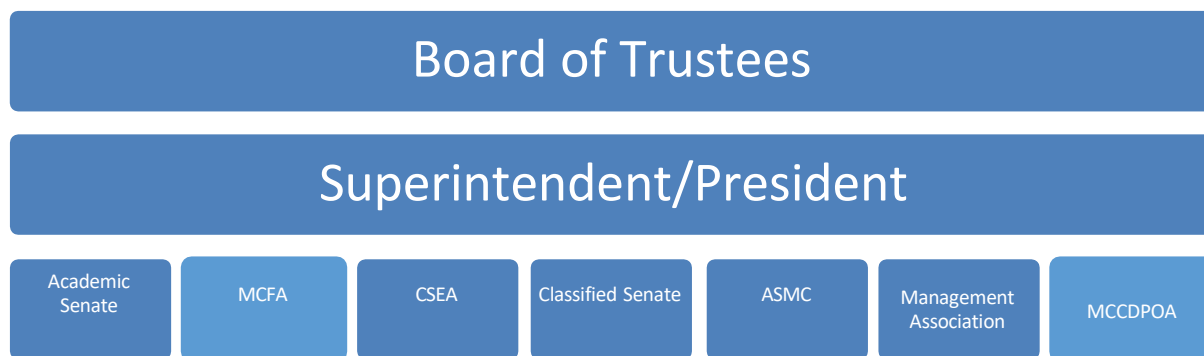 Board of Trustees
Superintendent/President
Academic
Senate
MCFA
CSEA
Classified Senate
ASMC
Management
Association
MCCDPOA